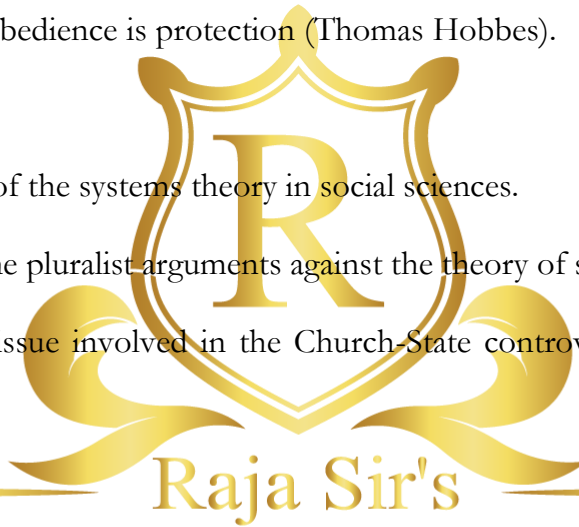 bedience is protection (Thomas Hobbes).
of the systems theory in social sciences.
e pluralist arguments against the theory of s
issue involved in the Church-State controv
R
Raja Sir's